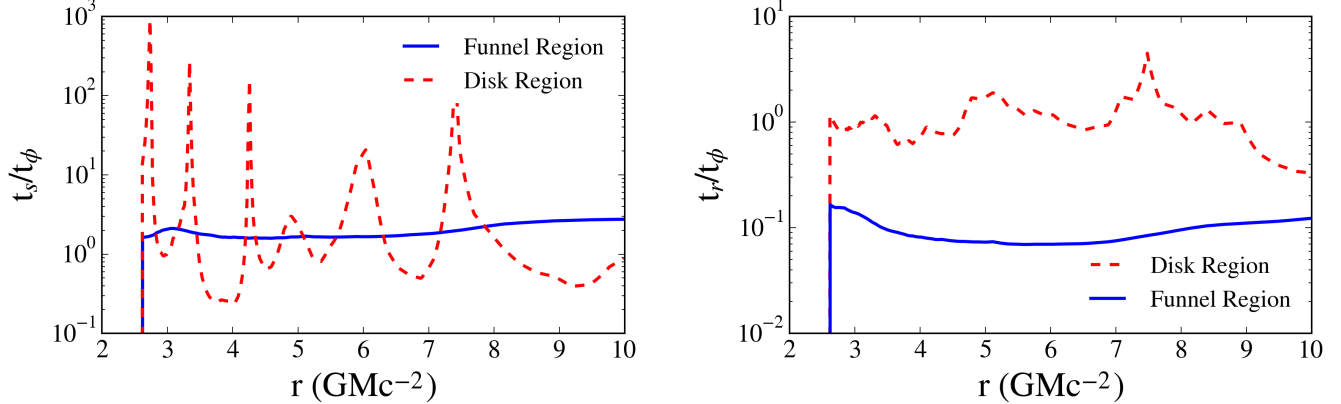 10³
10²
10¹
10⁰
10⁻¹
t_s/t_ϕ
Funnel Region
Disk Region
2 3 4 5 6 7 8 9 10
r (GMc⁻²)
10¹
10⁰
10⁻¹
10⁻²
t_r/t_ϕ
Disk Region
Funnel Region
2 3 4 5 6 7 8 9 10
r (GMc⁻²)